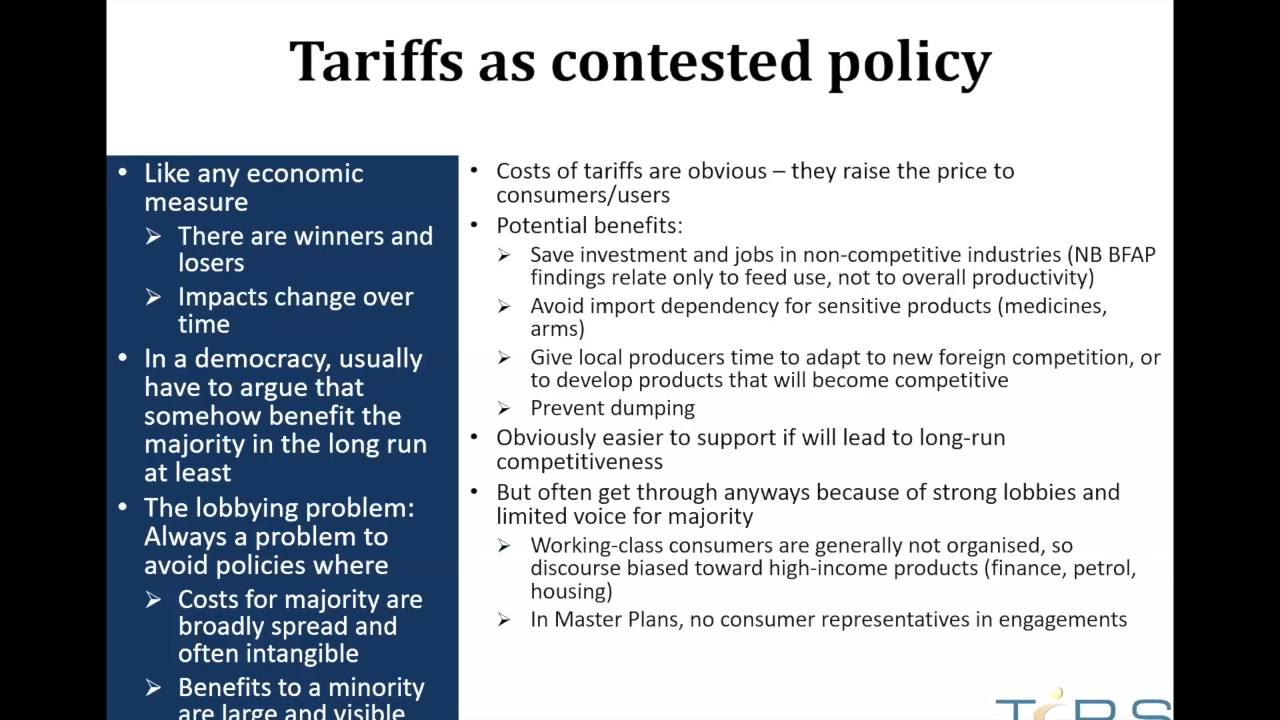 Tariffs as contested policy
• Like any economic
measure
➢ There are winners and
losers
➢ Impacts change over
time
• In a democracy, usually
have to argue that
somehow benefit the
majority in the long run
at least
• The lobbying problem:
Always a problem to
avoid policies where
➢ Costs for majority are
broadly spread and
often intangible
➢ Benefits to a minority
are large and visible
• Costs of tariffs are obvious – they raise the price to
consumers/users
• Potential benefits:
➢ Save investment and jobs in non-competitive industries (NB BFAP
findings relate only to feed use, not to overall productivity)
➢ Avoid import dependency for sensitive products (medicines,
arms)
➢ Give local producers time to adapt to new foreign competition, or
to develop products that will become competitive
➢ Prevent dumping
• Obviously easier to support if will lead to long-run
competitiveness
• But often get through anyways because of strong lobbies and
limited voice for majority
➢ Working-class consumers are generally not organised, so
discourse biased toward high-income products (finance, petrol,
housing)
➢ In Master Plans, no consumer representatives in engagements
TIPS